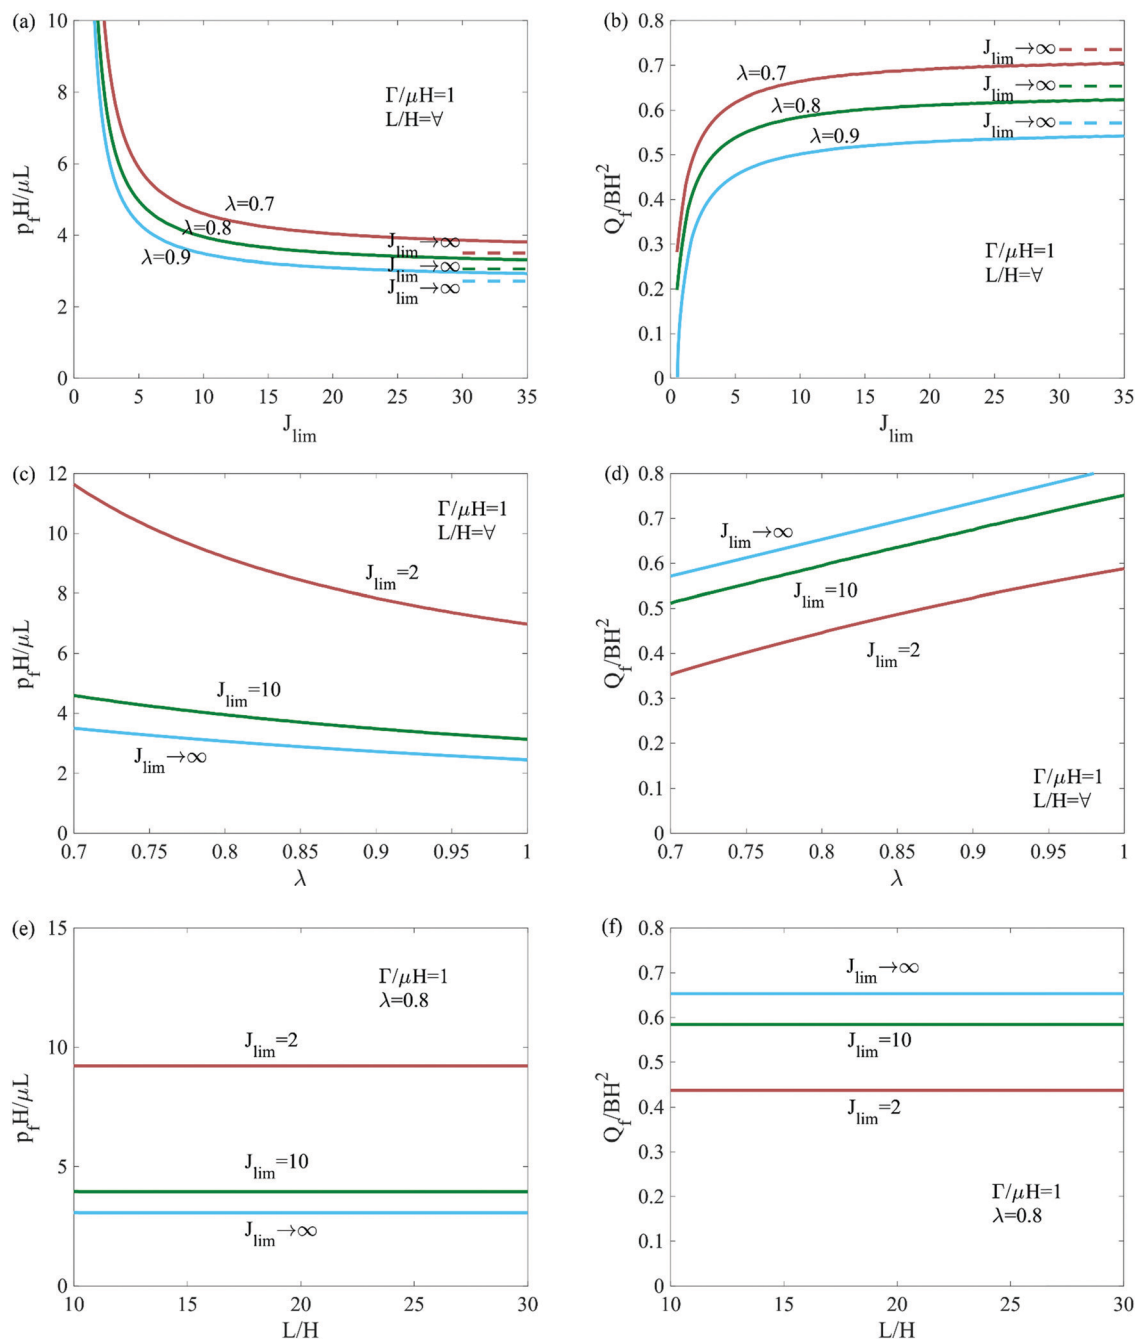 (a)
10
8
6
4
2
0
p_fH/μL
Γ/μH=1
L/H=∀
λ=0.7
λ=0.8
λ=0.9
J_lim→∞
J_lim→∞
J_lim→∞
0 5 10 15 20 25 30 35
J_lim
(b)
0.8
0.7
0.6
0.5
0.4
0.3
0.2
0.1
0
Q_f/BH²
J_lim→∞
J_lim→∞
J_lim→∞
λ=0.7
λ=0.8
λ=0.9
Γ/μH=1
L/H=∀
0 5 10 15 20 25 30 35
J_lim
(c)
12
10
8
6
4
2
0
p_fH/μL
Γ/μH=1
L/H=∀
J_lim=2
J_lim=10
J_lim→∞
0.7 0.75 0.8 0.85 0.9 0.95 1
λ
(d)
0.8
0.7
0.6
0.5
0.4
0.3
0.2
0.1
0
Q_f/BH²
J_lim→∞
J_lim=10
J_lim=2
Γ/μH=1
L/H=∀
0.7 0.75 0.8 0.85 0.9 0.95 1
λ
(e)
15
10
5
0
p_fH/μL
Γ/μH=1
λ=0.8
J_lim=2
J_lim=10
J_lim→∞
10 15 20 25 30
L/H
(f)
0.8
0.7
0.6
0.5
0.4
0.3
0.2
0.1
0
Q_f/BH²
J_lim→∞
J_lim=10
J_lim=2
Γ/μH=1
λ=0.8
10 15 20 25 30
L/H